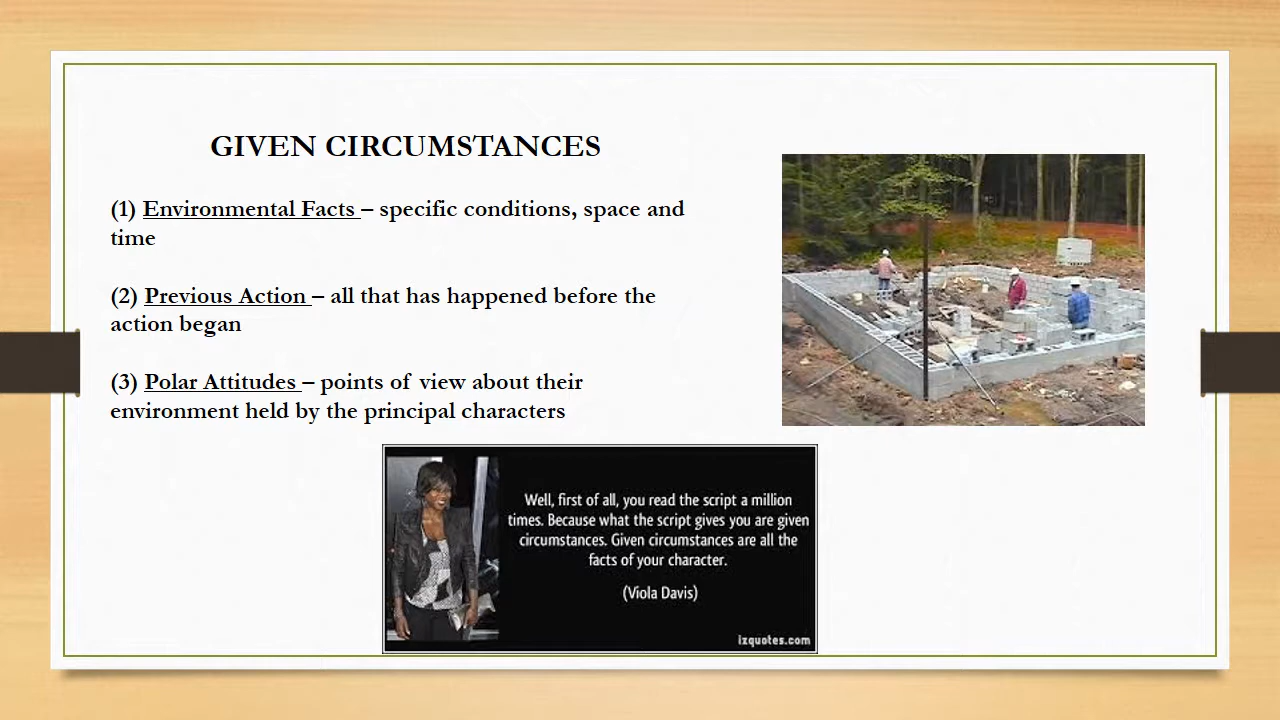 GIVEN CIRCUMSTANCES
(1) Environmental Facts – specific conditions, space and
time
(2) Previous Action – all that has happened before the
action began
(3) Polar Attitudes – points of view about their
environment held by the principal characters
Well, first of all, you read the script a million
times. Because what the script gives you are given
circumstances. Given circumstances are all the
facts of your character.
(Viola Davis)
izquotes.com